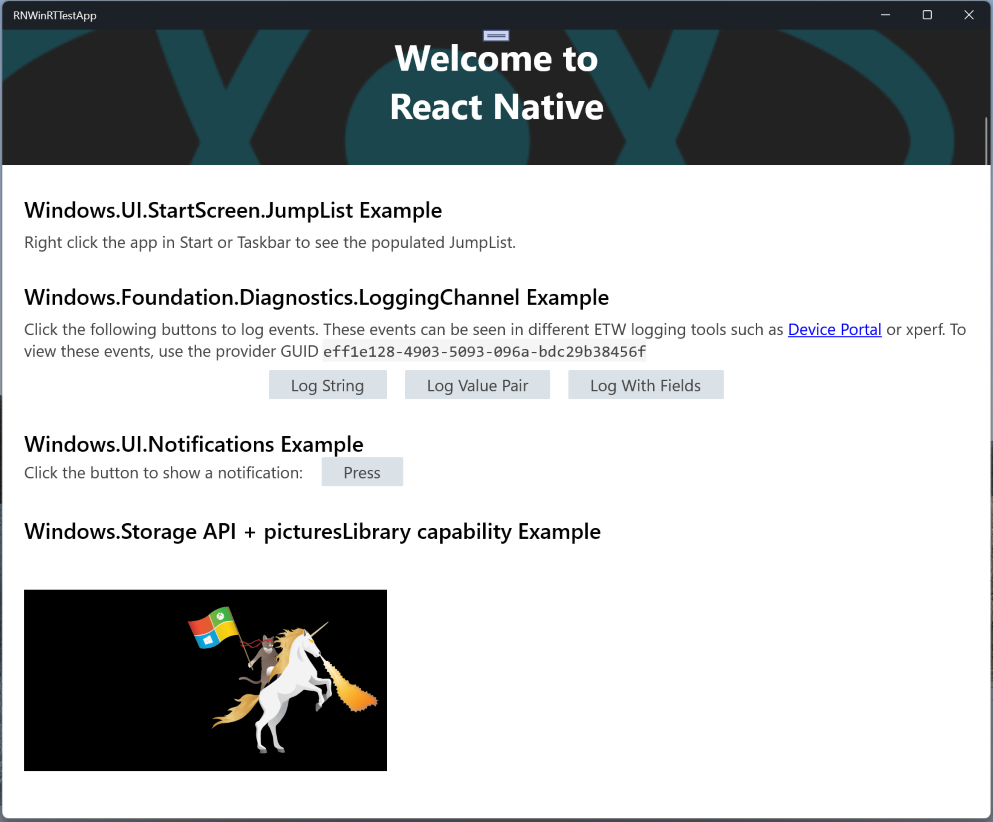 RNWinRTTestApp
Welcome to
React Native
Windows.UI.StartScreen.JumpList Example
Right click the app in Start or Taskbar to see the populated JumpList.
Windows.Foundation.Diagnostics.LoggingChannel Example
Click the following buttons to log events. These events can be seen in different ETW logging tools such as Device Portal or xperf. To
view these events, use the provider GUID eff1e128-4903-5093-096a-bdc29b38456f
Log String Log Value Pair Log With Fields
Windows.UI.Notifications Example
Click the button to show a notification: Press
Windows.Storage API + picturesLibrary capability Example